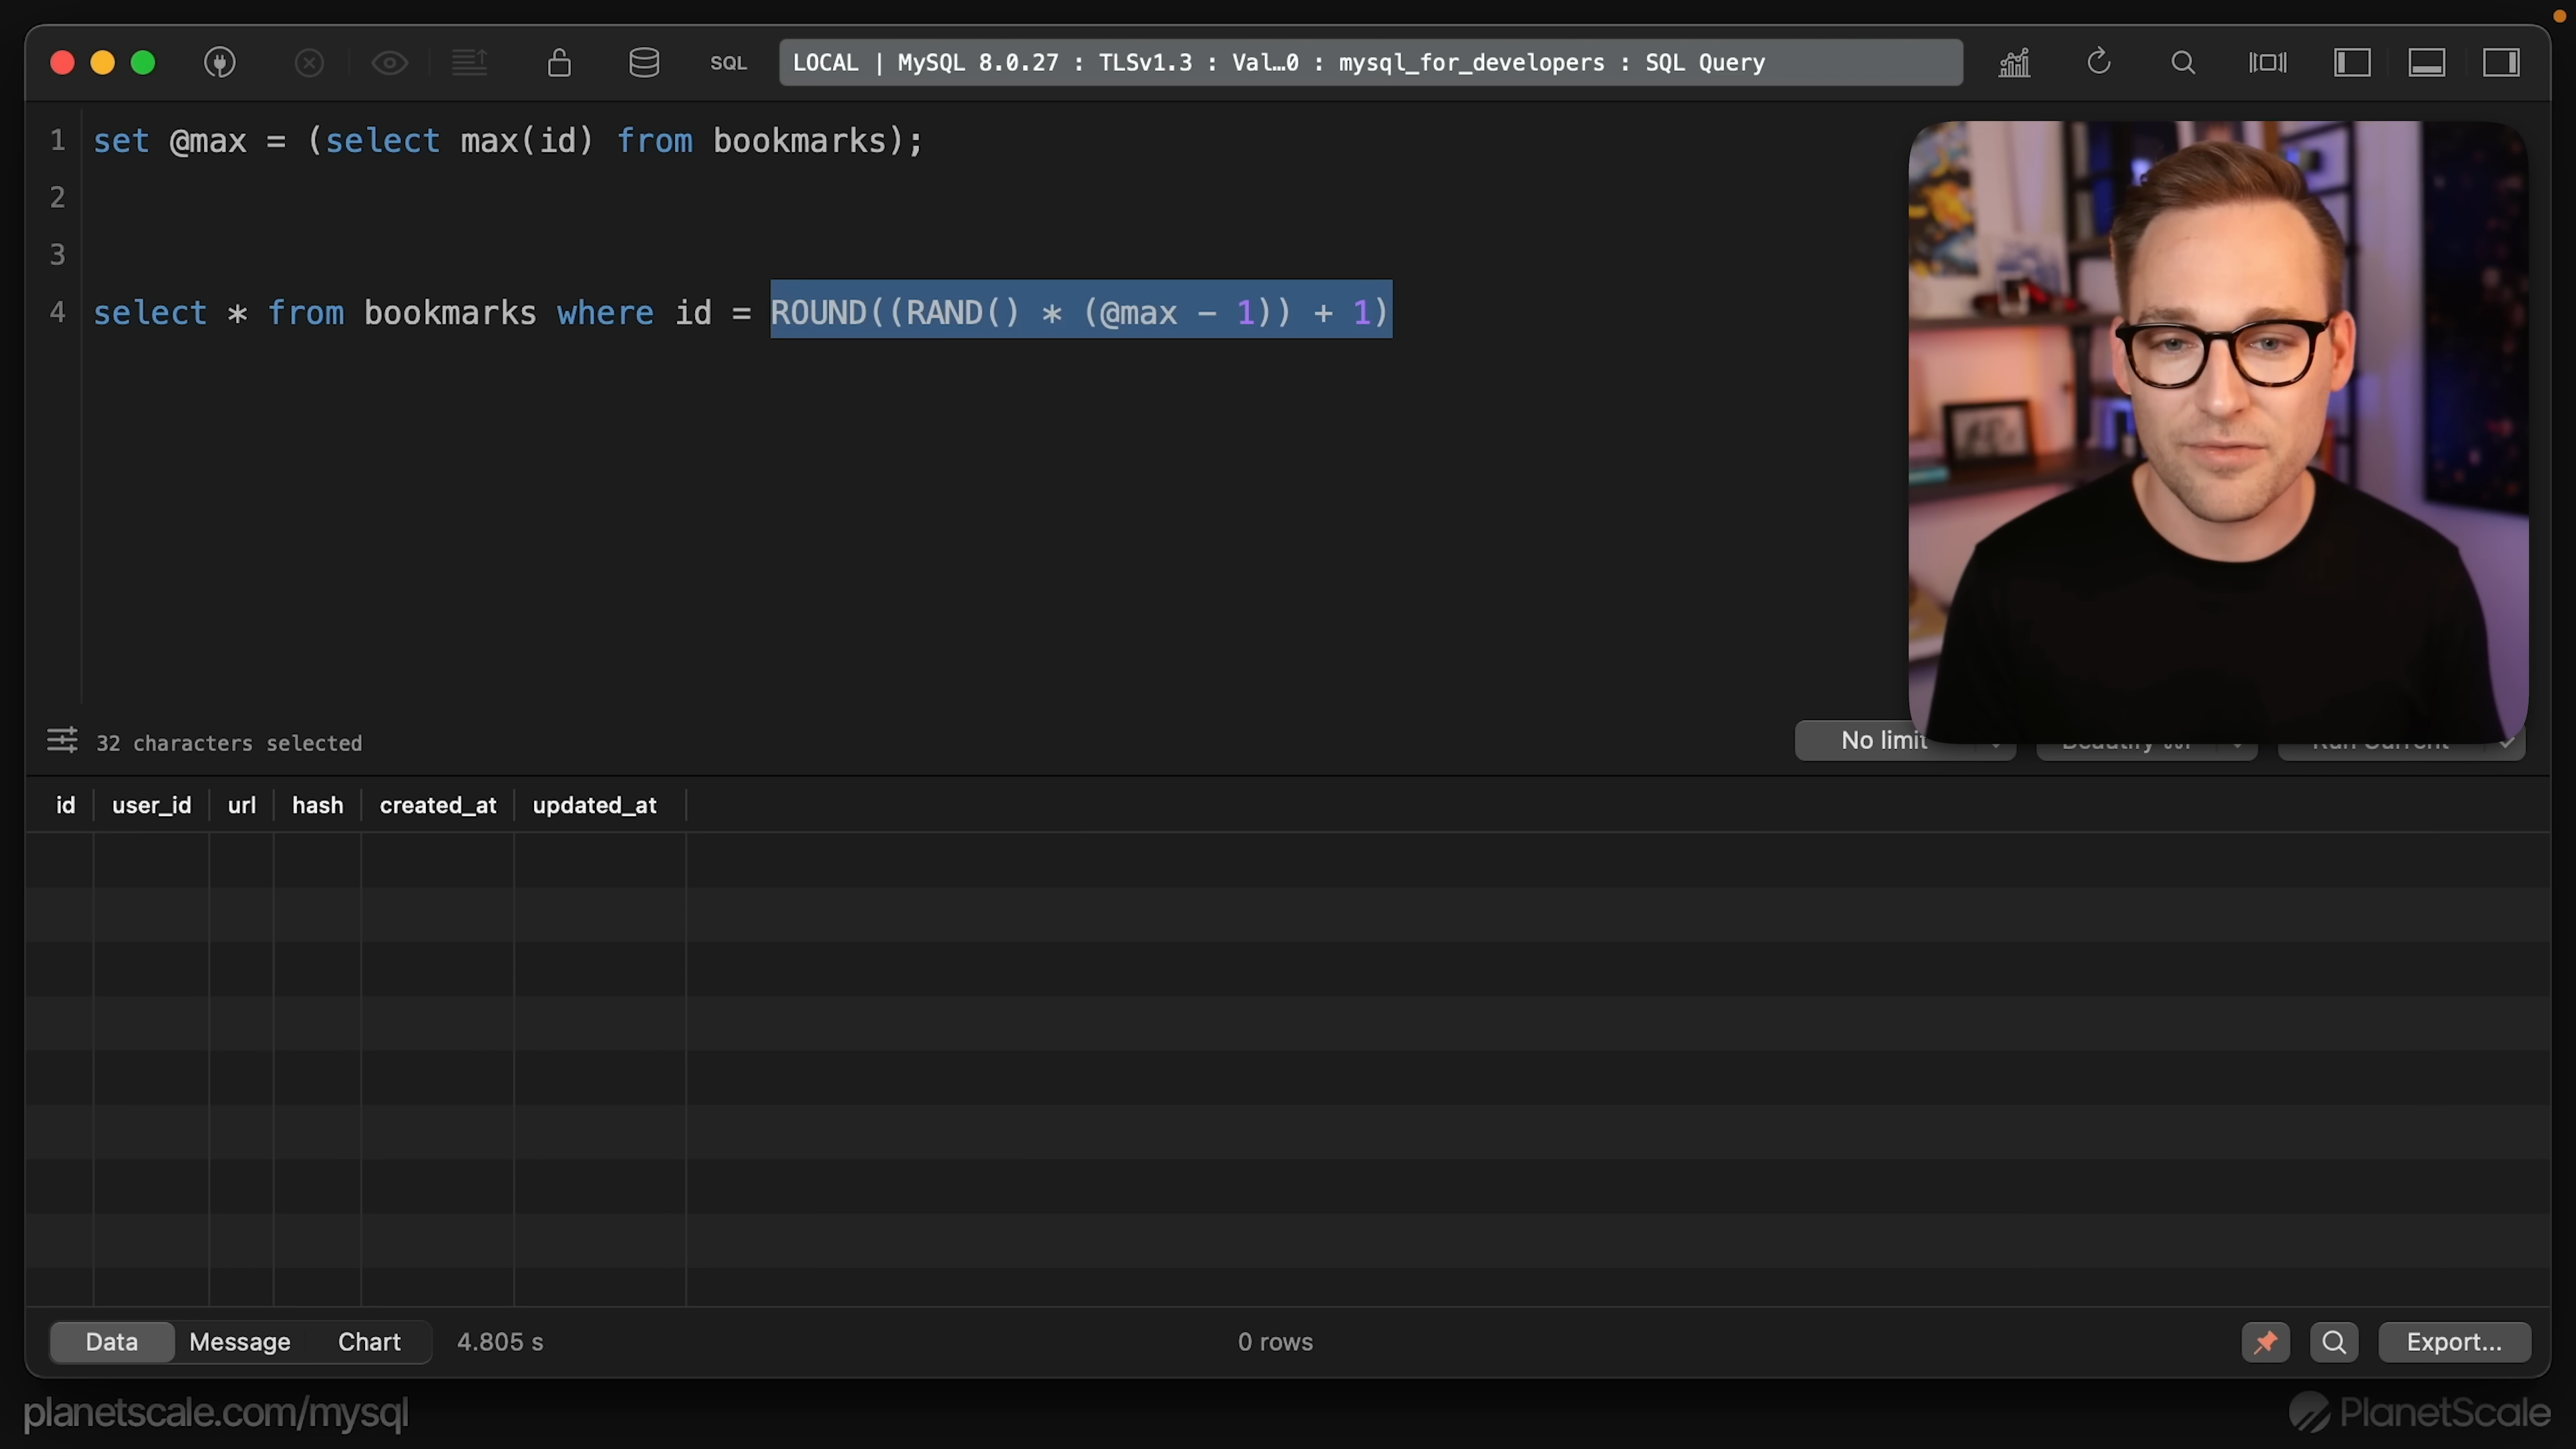 SQL
LOCAL | MySQL 8.0.27 : TLSv1.3 : Val…0 : mysql_for_developers : SQL Query
1 set @max = (select max(id) from bookmarks);
2
3
4 select * from bookmarks where id = ROUND((RAND() * (@max - 1)) + 1)
32 characters selected
No limit
id user_id url hash created_at updated_at
Data Message Chart 4.805 s 0 rows Export...
planetscale.com/mysql
PlanetScale